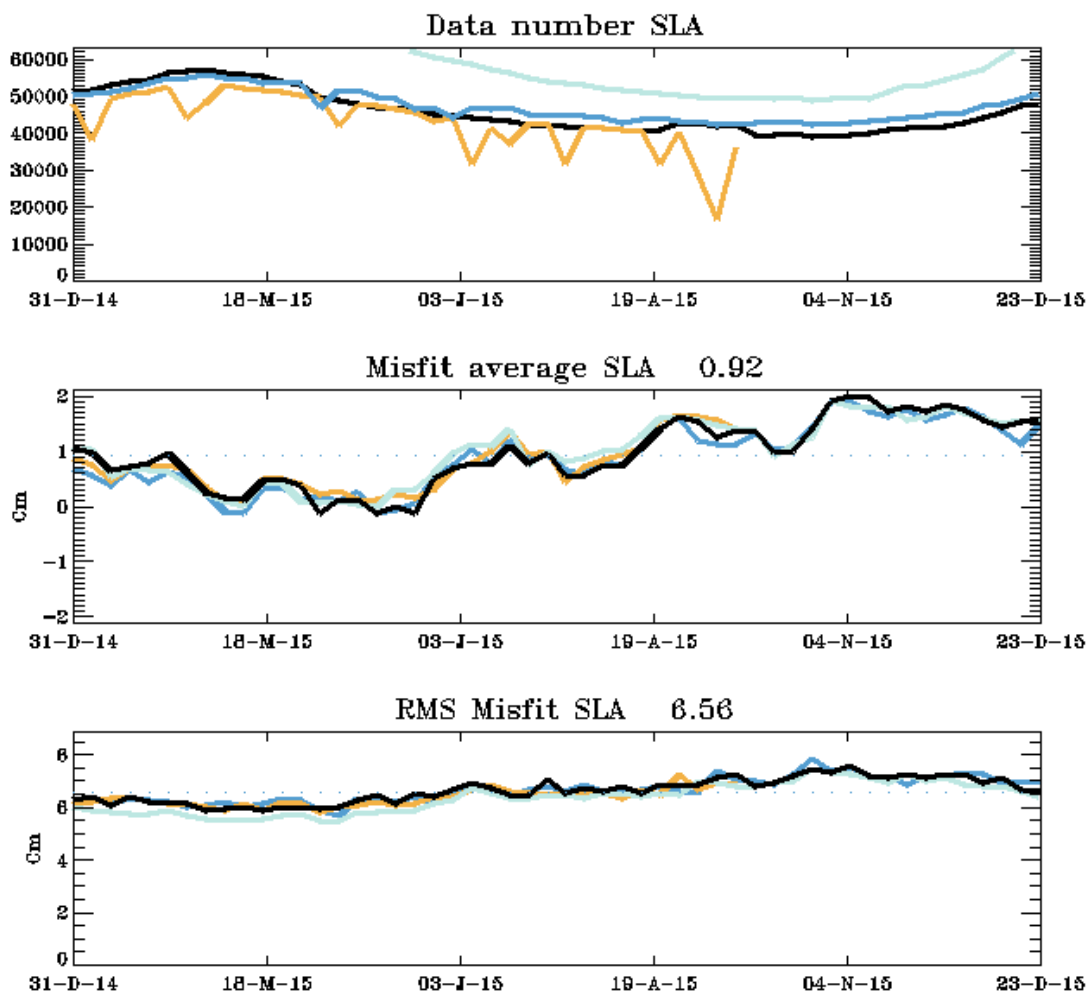 Data number SLA
60000
50000
40000
30000
20000
10000
0
31-D-14 18-M-15 03-J-15 19-A-15 04-N-15 23-D-15
Misfit average SLA 0.92
2
1
0
-1
-2
Cm
31-D-14 18-M-15 03-J-15 19-A-15 04-N-15 23-D-15
RMS Misfit SLA 6.56
8
6
4
2
0
Cm
31-D-14 18-M-15 03-J-15 19-A-15 04-N-15 23-D-15